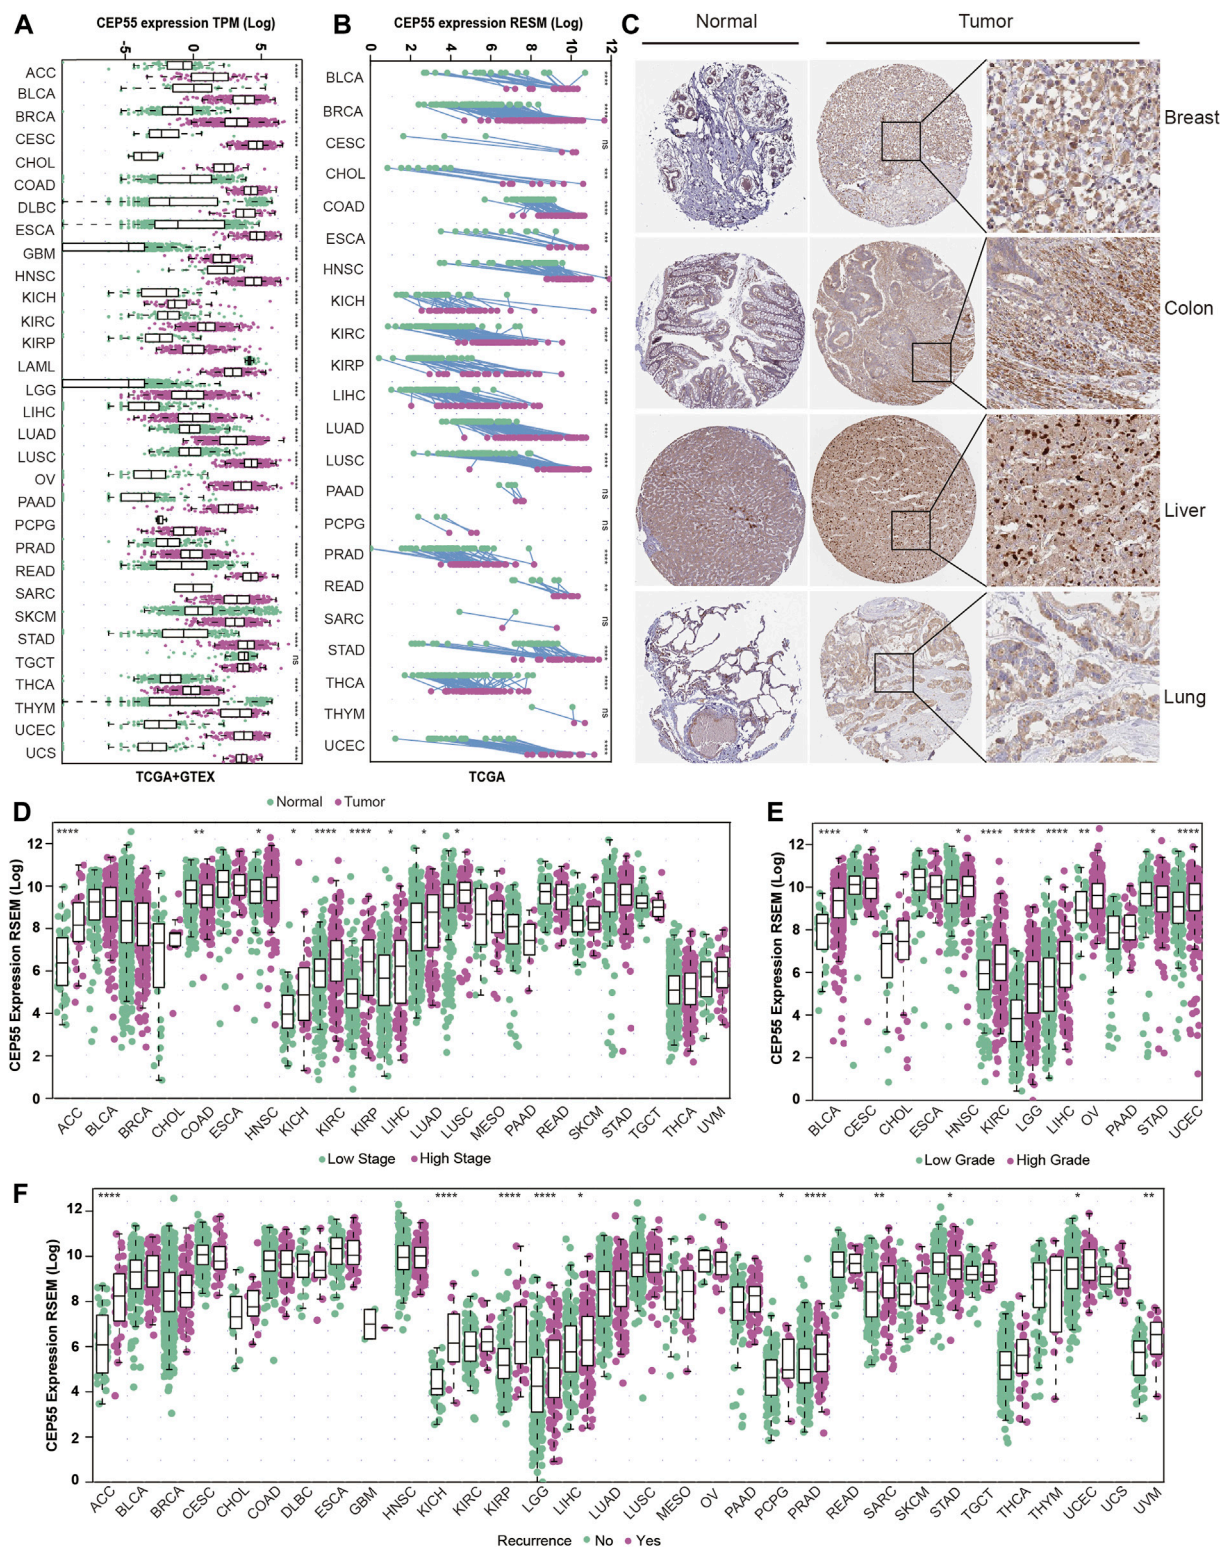 A
CEP55 expression TPM (Log)
-5
0
5
ACC
BLCA
BRCA
CESC
CHOL
COAD
DLBC
ESCA
GBM
HNSC
KICH
KIRC
KIRP
LAML
LGG
LIHC
LUAD
LUSC
OV
PAAD
PCPG
PRAD
READ
SARC
SKCM
STAD
TGCT
ns
THCA
THYM
UCEC
UCS
TCGA+GTEX
Normal
Tumor
B
CEP55 expression RESM (Log)
0
2
4
6
8
10
12
BLCA
****
BRCA
****
CESC
ns
CHOL
***
COAD
****
ESCA
***
HNSC
****
KICH
****
KIRC
****
KIRP
****
LIHC
****
LUAD
****
LUSC
****
PAAD
ns
PCPG
ns
PRAD
****
READ
**
SARC
ns
STAD
****
THCA
****
THYM
ns
UCEC
****
TCGA
C
Normal
Tumor
Breast
Colon
Liver
Lung
D
CEP55 Expression RSEM (Log)
12
10
8
6
4
2
0
**** ** * * **** **** * * *
ACC
BLCA
BRCA
CHOL
COAD
ESCA
HNSC
KICH
KIRC
KIRP
LIHC
LUAD
LUSC
MESO
PAAD
READ
SKCM
STAD
TGCT
THCA
UVM
Low Stage
High Stage
E
CEP55 Expression RSEM (Log)
12
10
8
6
4
2
0
**** * * **** **** **** ** * ****
BLCA
CESC
CHOL
ESCA
HNSC
KIRC
LGG
LIHC
OV
PAAD
STAD
UCEC
Low Grade
High Grade
F
CEP55 Expression RSEM (Log)
12
10
8
6
4
2
0
**** **** **** **** * * **** ** * * **
ACC
BLCA
BRCA
CESC
CHOL
COAD
DLBC
ESCA
GBM
HNSC
KICH
KIRC
KIRP
LGG
LIHC
LUAD
LUSC
MESO
OV
PAAD
PCPG
PRAD
READ
SARC
SKCM
STAD
TGCT
THCA
THYM
UCEC
UCS
UVM
Recurrence
No
Yes